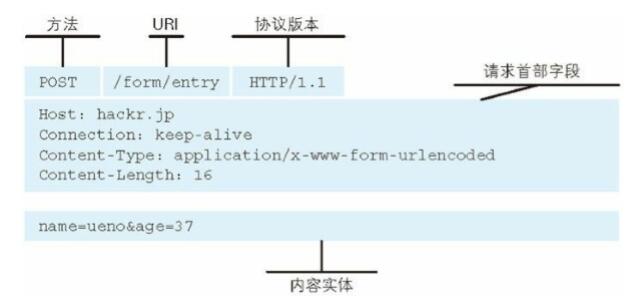 方法 URI 协议版本
POST /form/entry HTTP/1.1
请求首部字段
Host: hackr.jp
Connection: keep-alive
Content-Type: application/x-www-form-urlencoded
Content-Length: 16
name=ueno&age=37
内容实体